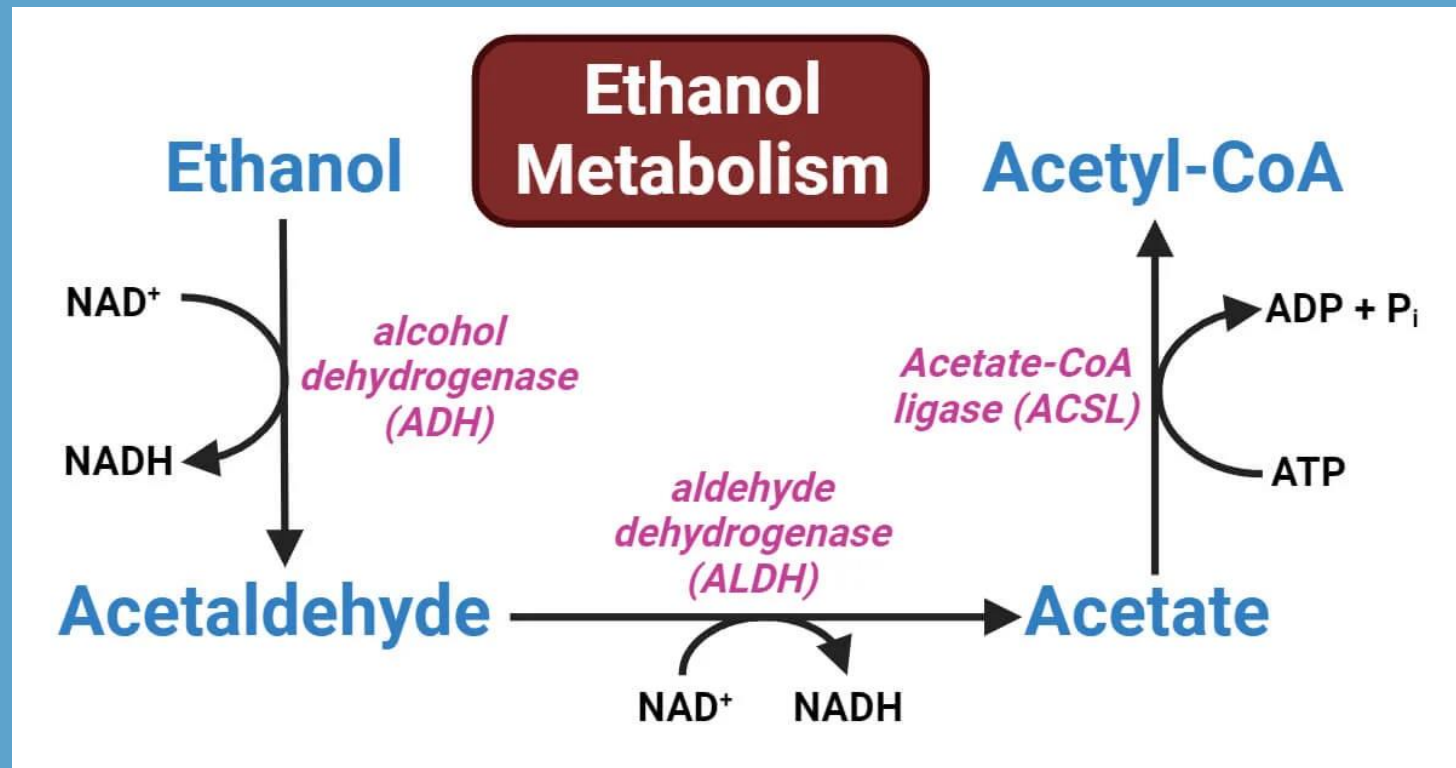 Ethanol
Metabolism
Ethanol
NAD⁺
alcohol
dehydrogenase
(ADH)
NADH
Acetaldehyde
aldehyde
dehydrogenase
(ALDH)
NAD⁺
NADH
Acetate
Acetate-CoA
ligase (ACSL)
ATP
ADP + Pᵢ
Acetyl-CoA